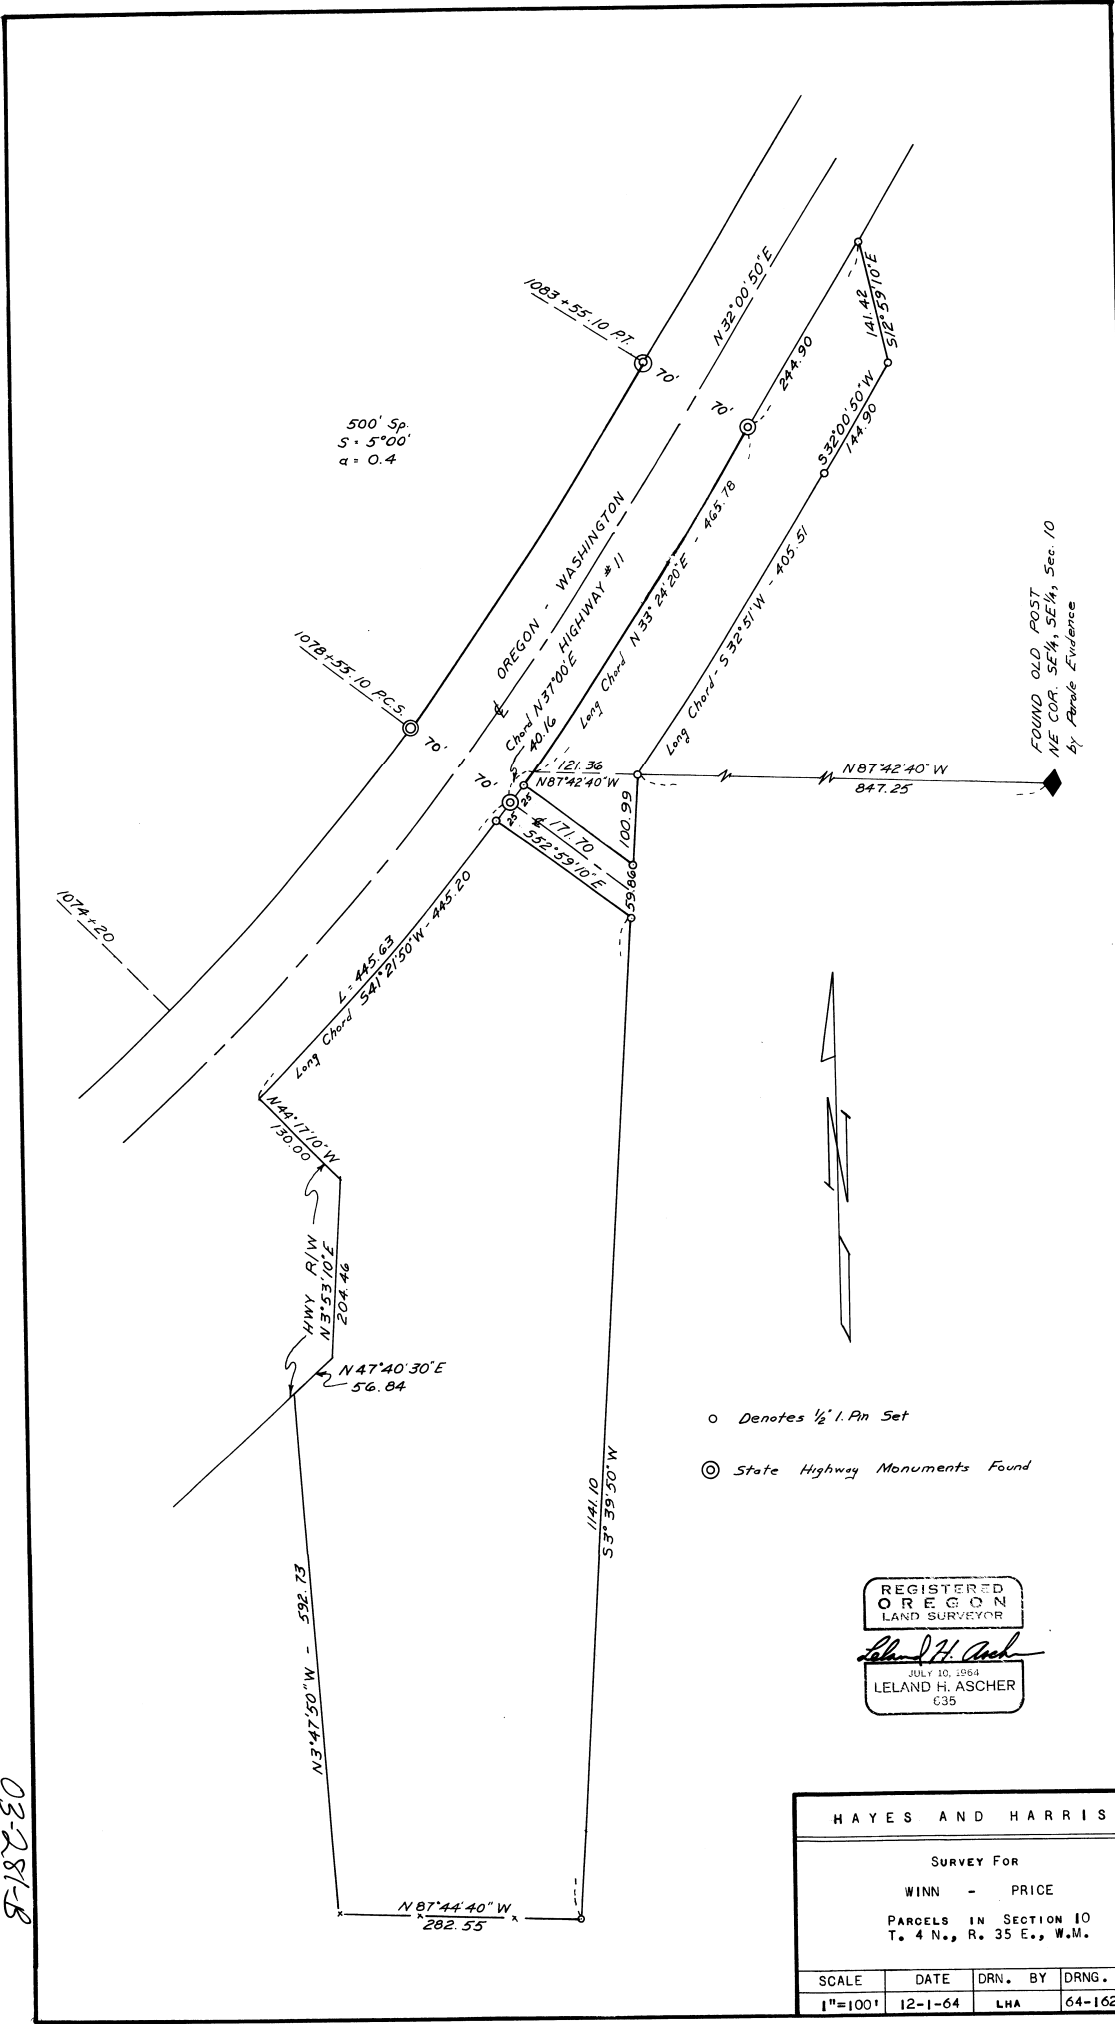 1083+55.10 P.T.
70'
N32°00'50"E
141.42
S12°59'10"E
244.90
70'
S32°00'50"W
144.90
500' Sp.
S = 5°00'
a = 0.4
OREGON - WASHINGTON
HIGHWAY #11
Long Chord N 33° 24' 20"E - 465.78
Long Chord - S 32°51'W - 405.51
FOUND OLD POST
NE COR. SE¼, SE¼, Sec. 10
by Parole Evidence
1078+55.10 P.C.S.
70'
Chord N37°00'E
40.16
70'
121.36
N87°42'40"W
N87°42'40"W
847.25
25
25
171.70
S52°59'10"E
100.99
59.86
1074+20
L = 445.63
Long Chord S41°21'50"W - 445.20
N44°17'10"W
130.00
HWY R/W
N3°53'10"E
204.46
N
N47°40'30"E
56.84
Denotes ½" I. Pin Set
State Highway Monuments Found
1141.10
S3°39'50"W
N3°47'50"W - 592.73
REGISTERED
OREGON
LAND SURVEYOR
Leland H. Asch
JULY 10, 1964
LELAND H. ASCHER
635
N87°44'40"W
282.55
03-281-B
HAYES AND HARRIS
SURVEY FOR
WINN - PRICE
PARCELS IN SECTION 10
T. 4 N., R. 35 E., W.M.
SCALE DATE DRN. BY DRNG.
1"=100' 12-1-64 LHA 64-162